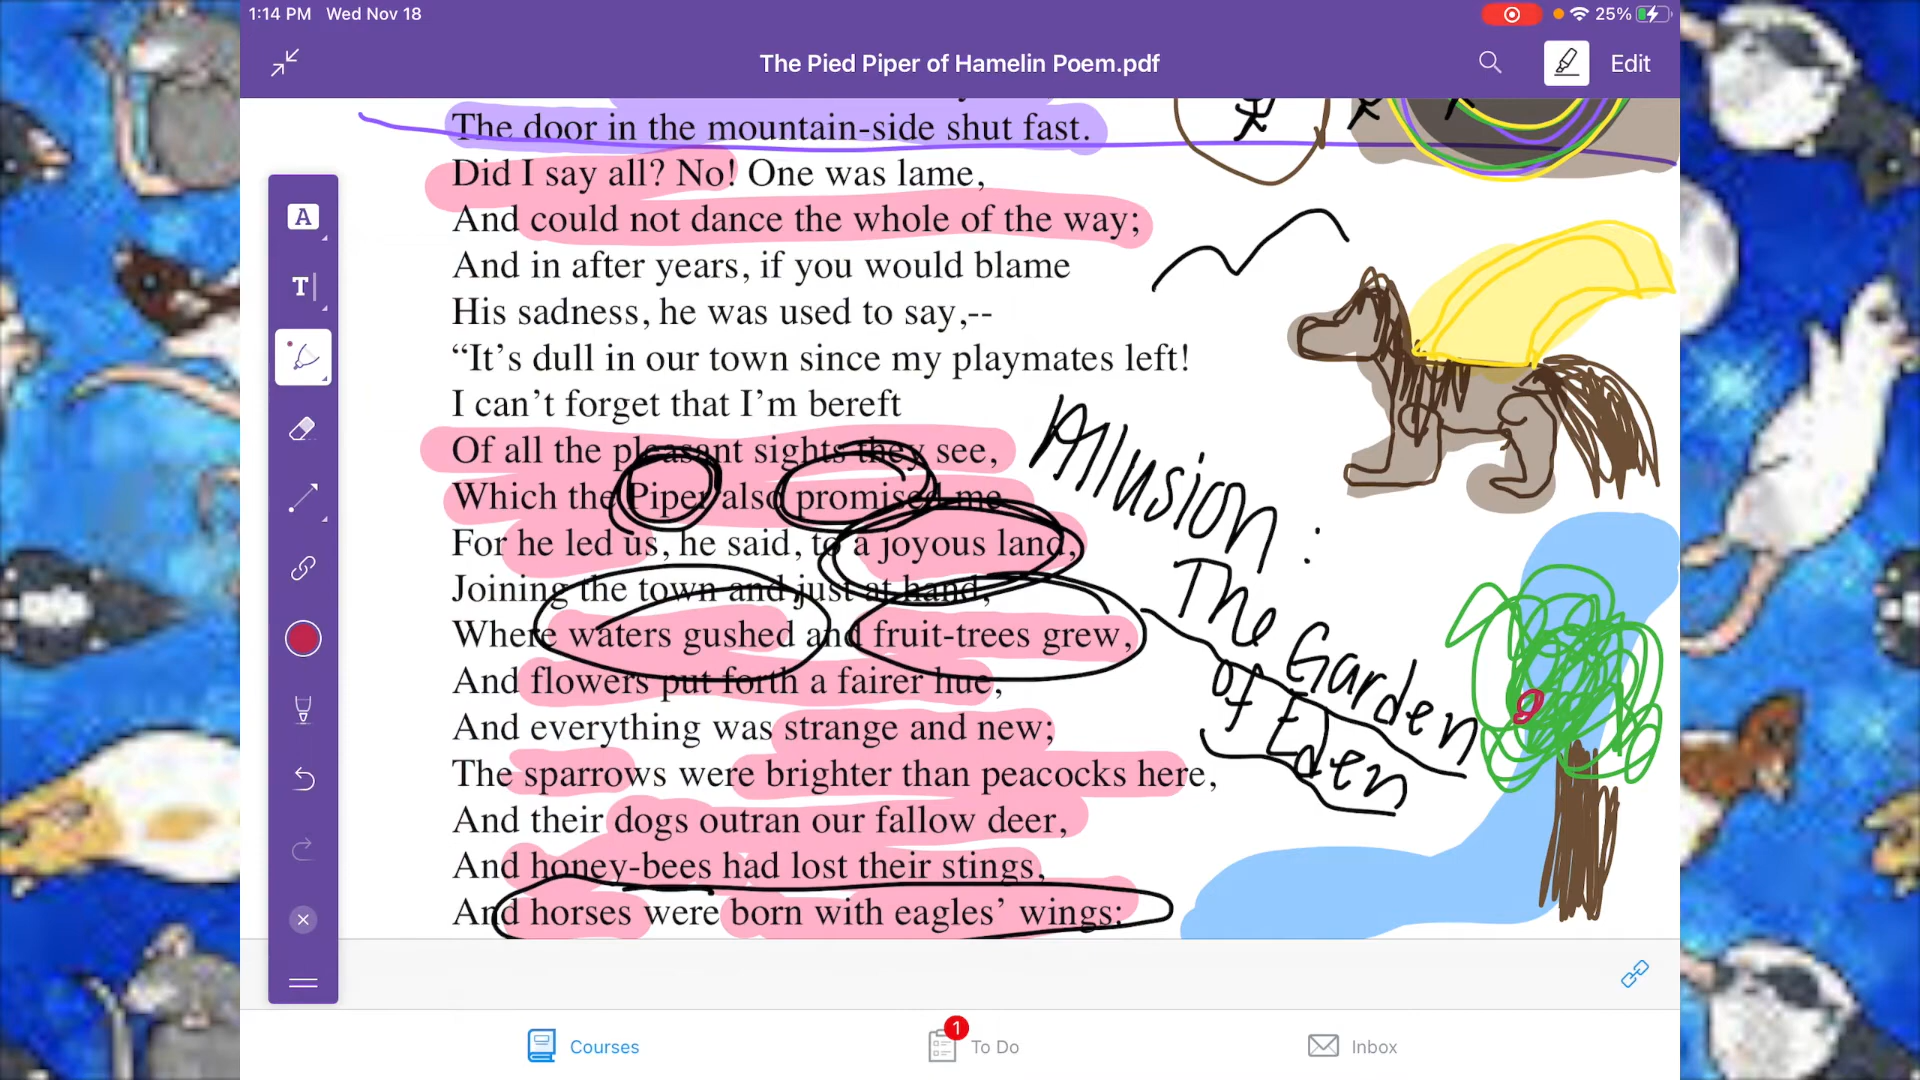 1:14 PM Wed Nov 18
25%
The Pied Piper of Hamelin Poem.pdf
Edit
The door in the mountain-side shut fast.
Did I say all? No! One was lame,
And could not dance the whole of the way;
And in after years, if you would blame
His sadness, he was used to say,--
“It’s dull in our town since my playmates left!
I can’t forget that I’m bereft
Of all the pleasant sights they see,
Which the Piper also promised me.
For he led us, he said, to a joyous land,
Joining the town and just at hand,
Where waters gushed and fruit-trees grew,
And flowers put forth a fairer hue,
And everything was strange and new;
The sparrows were brighter than peacocks here,
And their dogs outran our fallow deer,
And honey-bees had lost their stings,
And horses were born with eagles’ wings;
Allusion :
The Garden
of Eden
A
T
Courses
1
To Do
Inbox